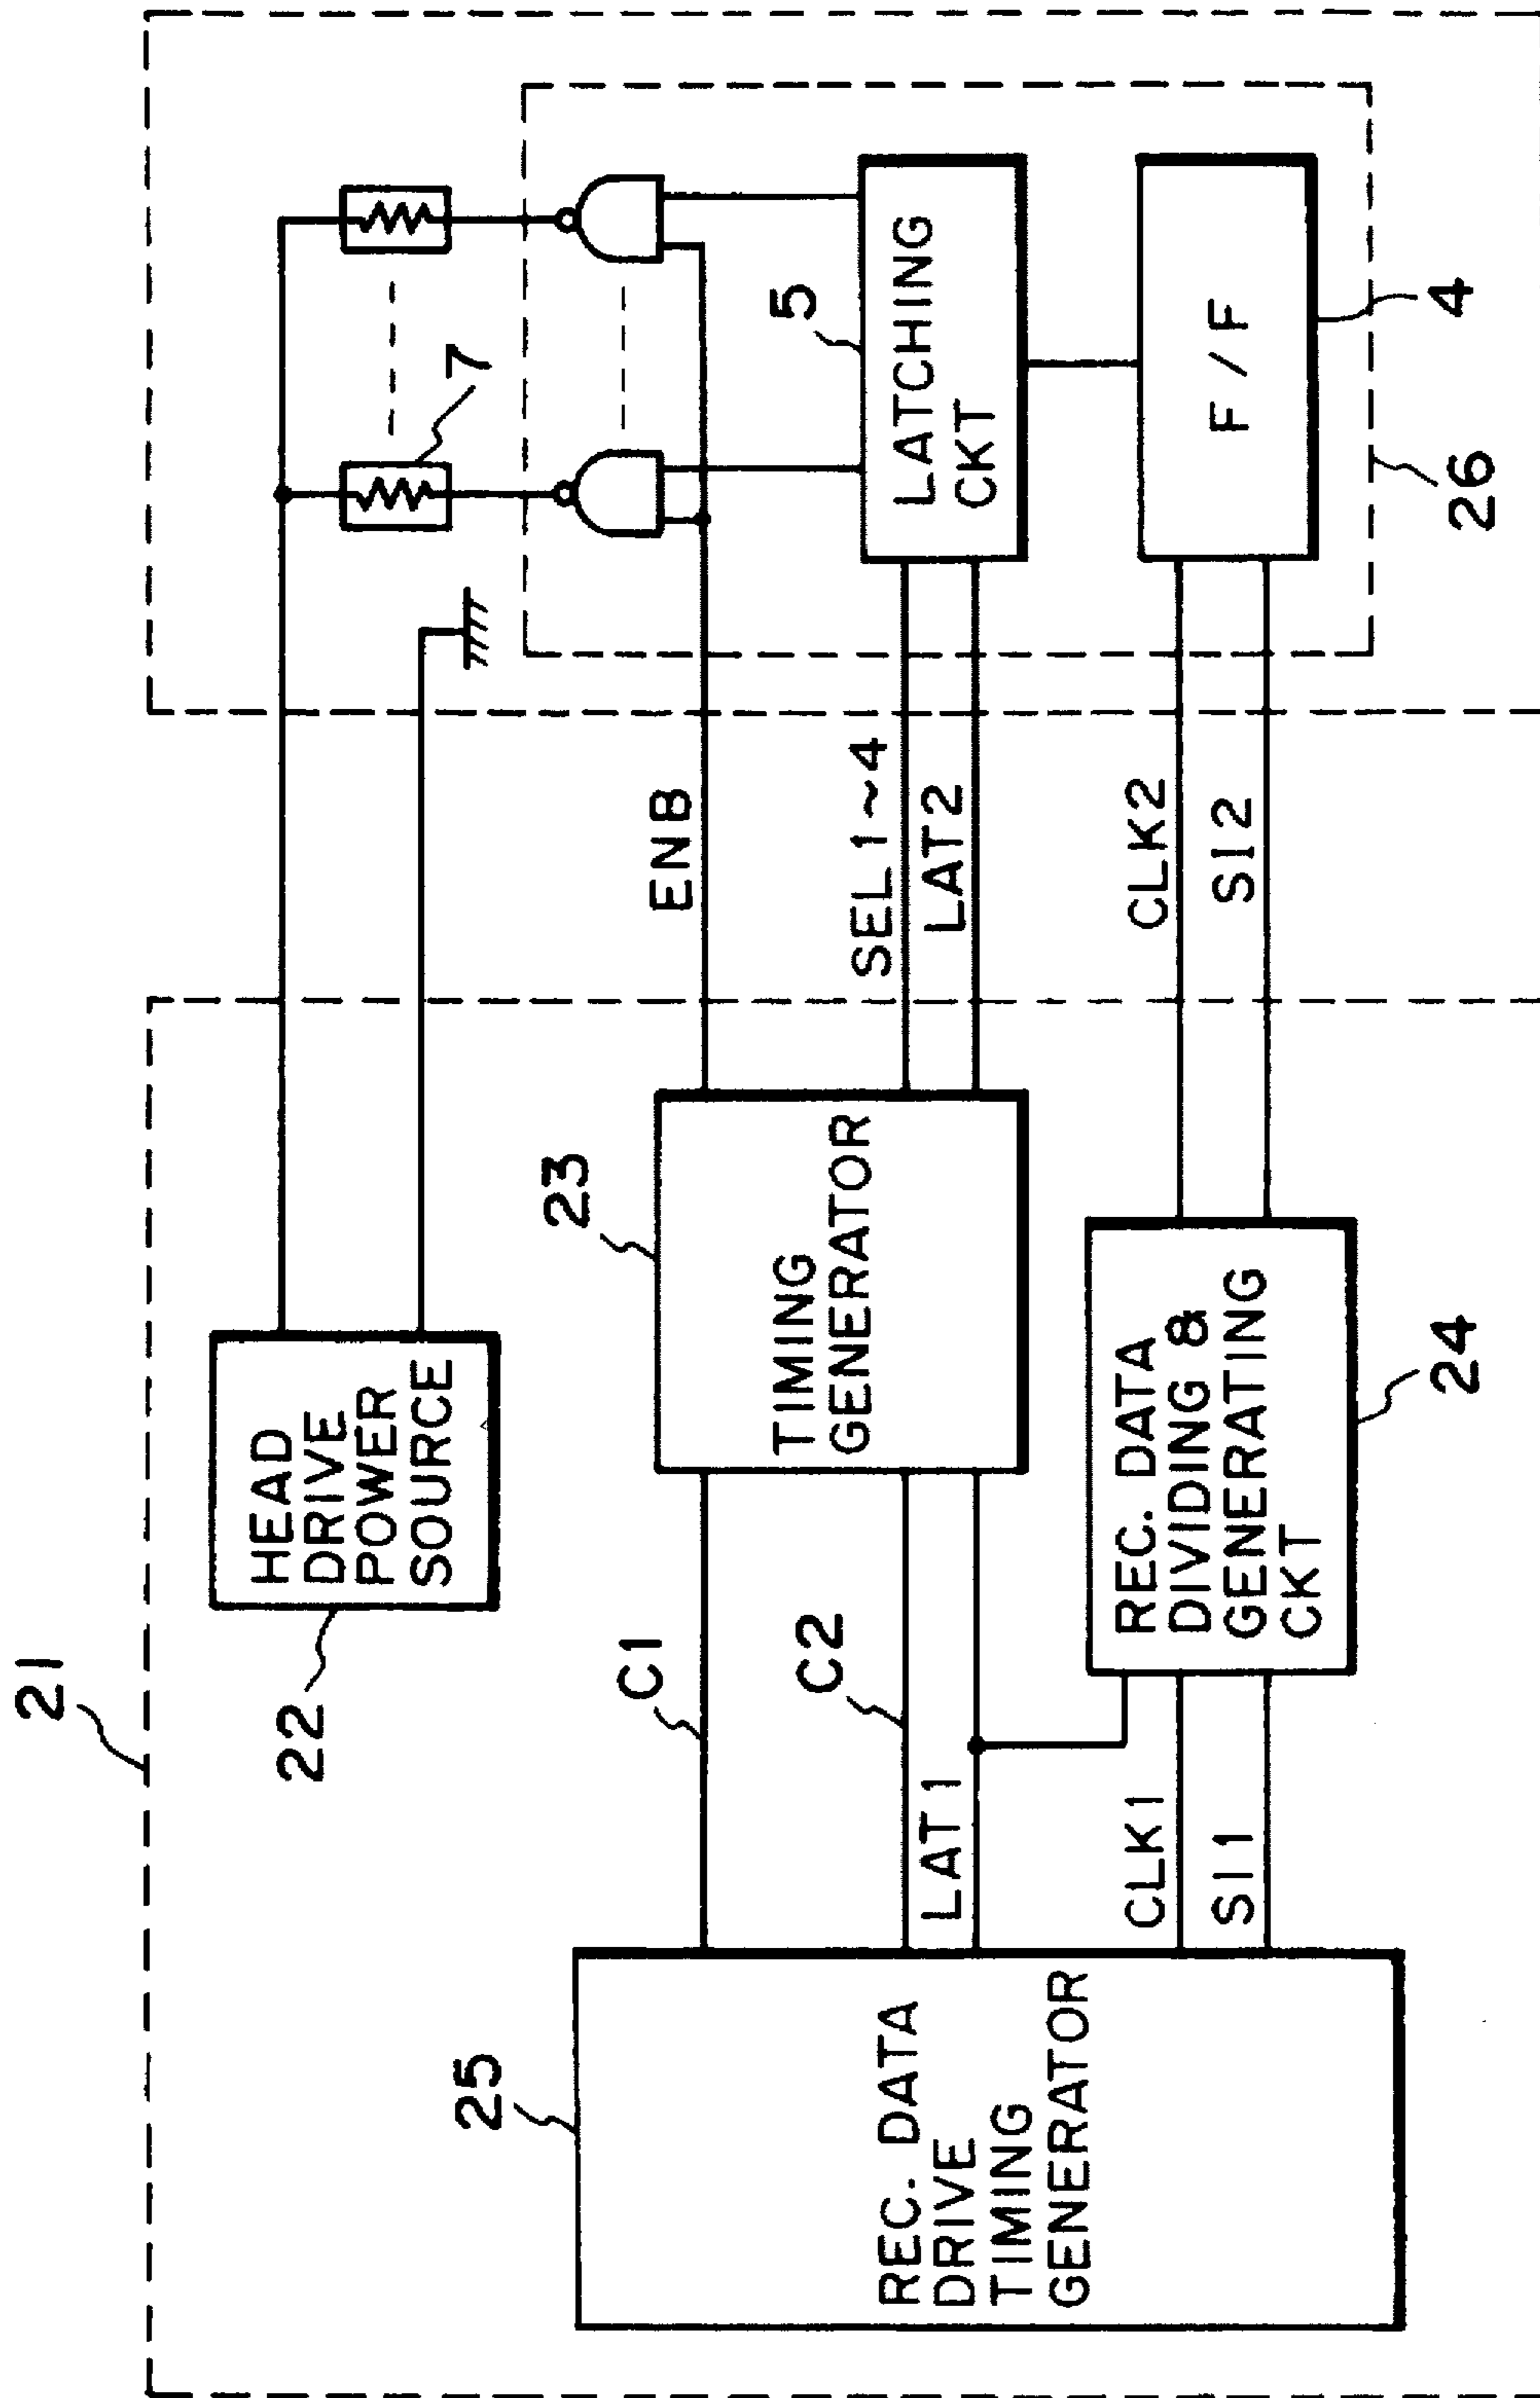 21
22
HEAD
DRIVE
POWER
SOURCE
7
25
REC. DATA
DRIVE
TIMING
GENERATOR
C1
C2
LAT1
CLK1
SI1
23
TIMING
GENERATOR
REC. DATA
DIVIDING &
GENERATING
CKT
24
ENB
SEL1~4
LAT2
CLK2
SI2
5
LATCHING
CKT
F/F
4
26